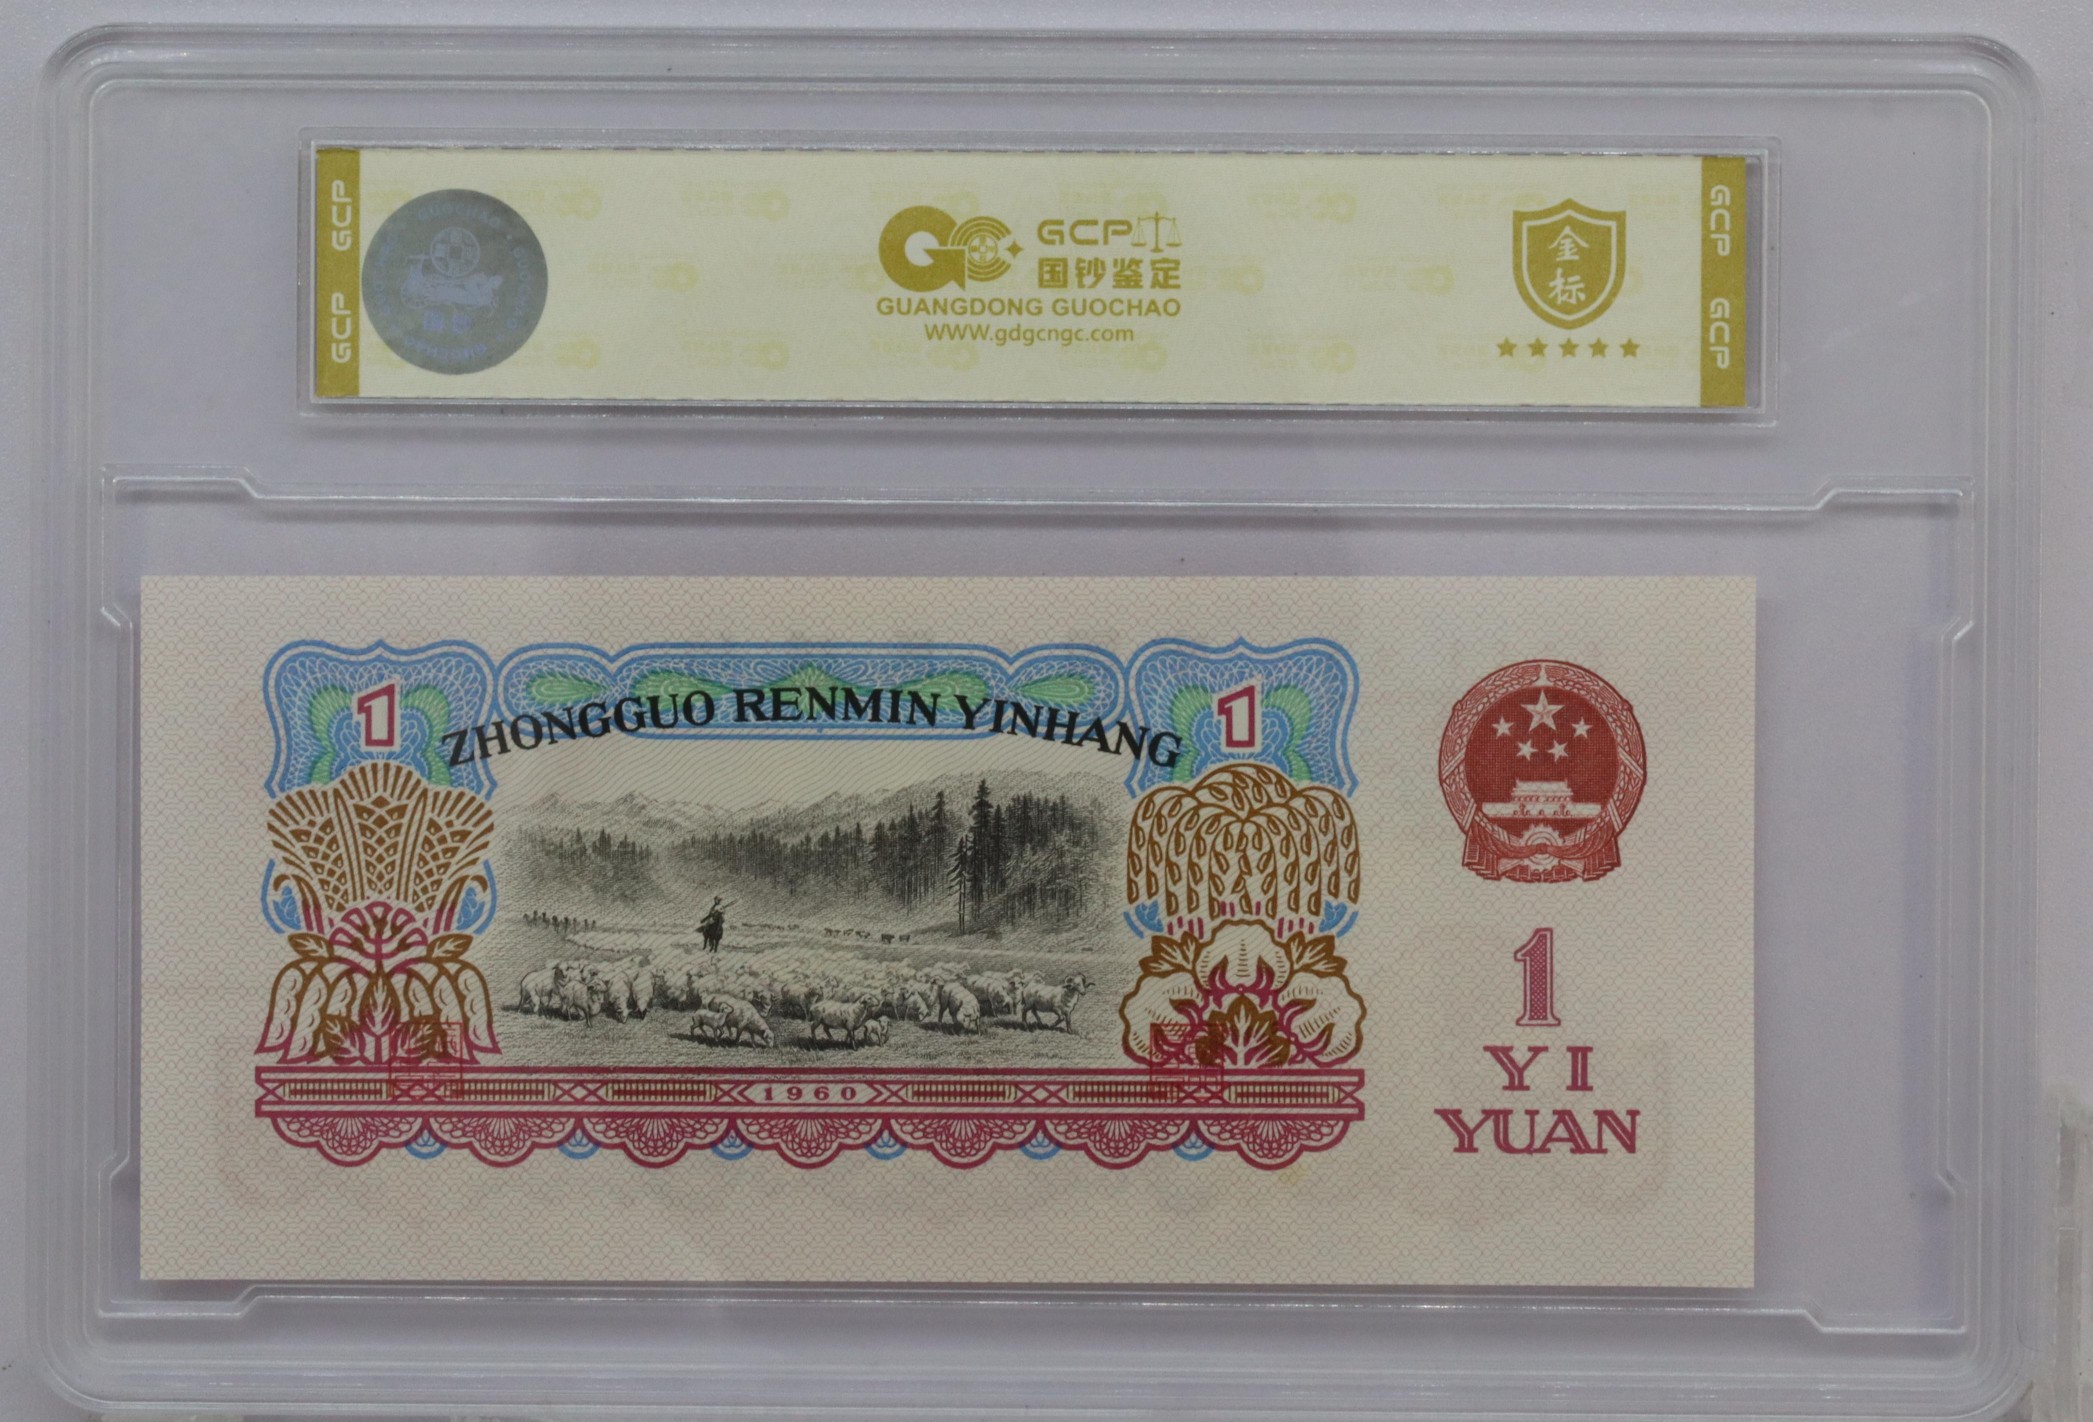 GCP
GCP
GCP
国钞鉴定
GUANGDONG GUOCHAO
WWW.gdgcngc.com
金
标
GCP
GCP
1
ZHONGGUO RENMIN YINHANG
1
1960
1
YI
YUAN